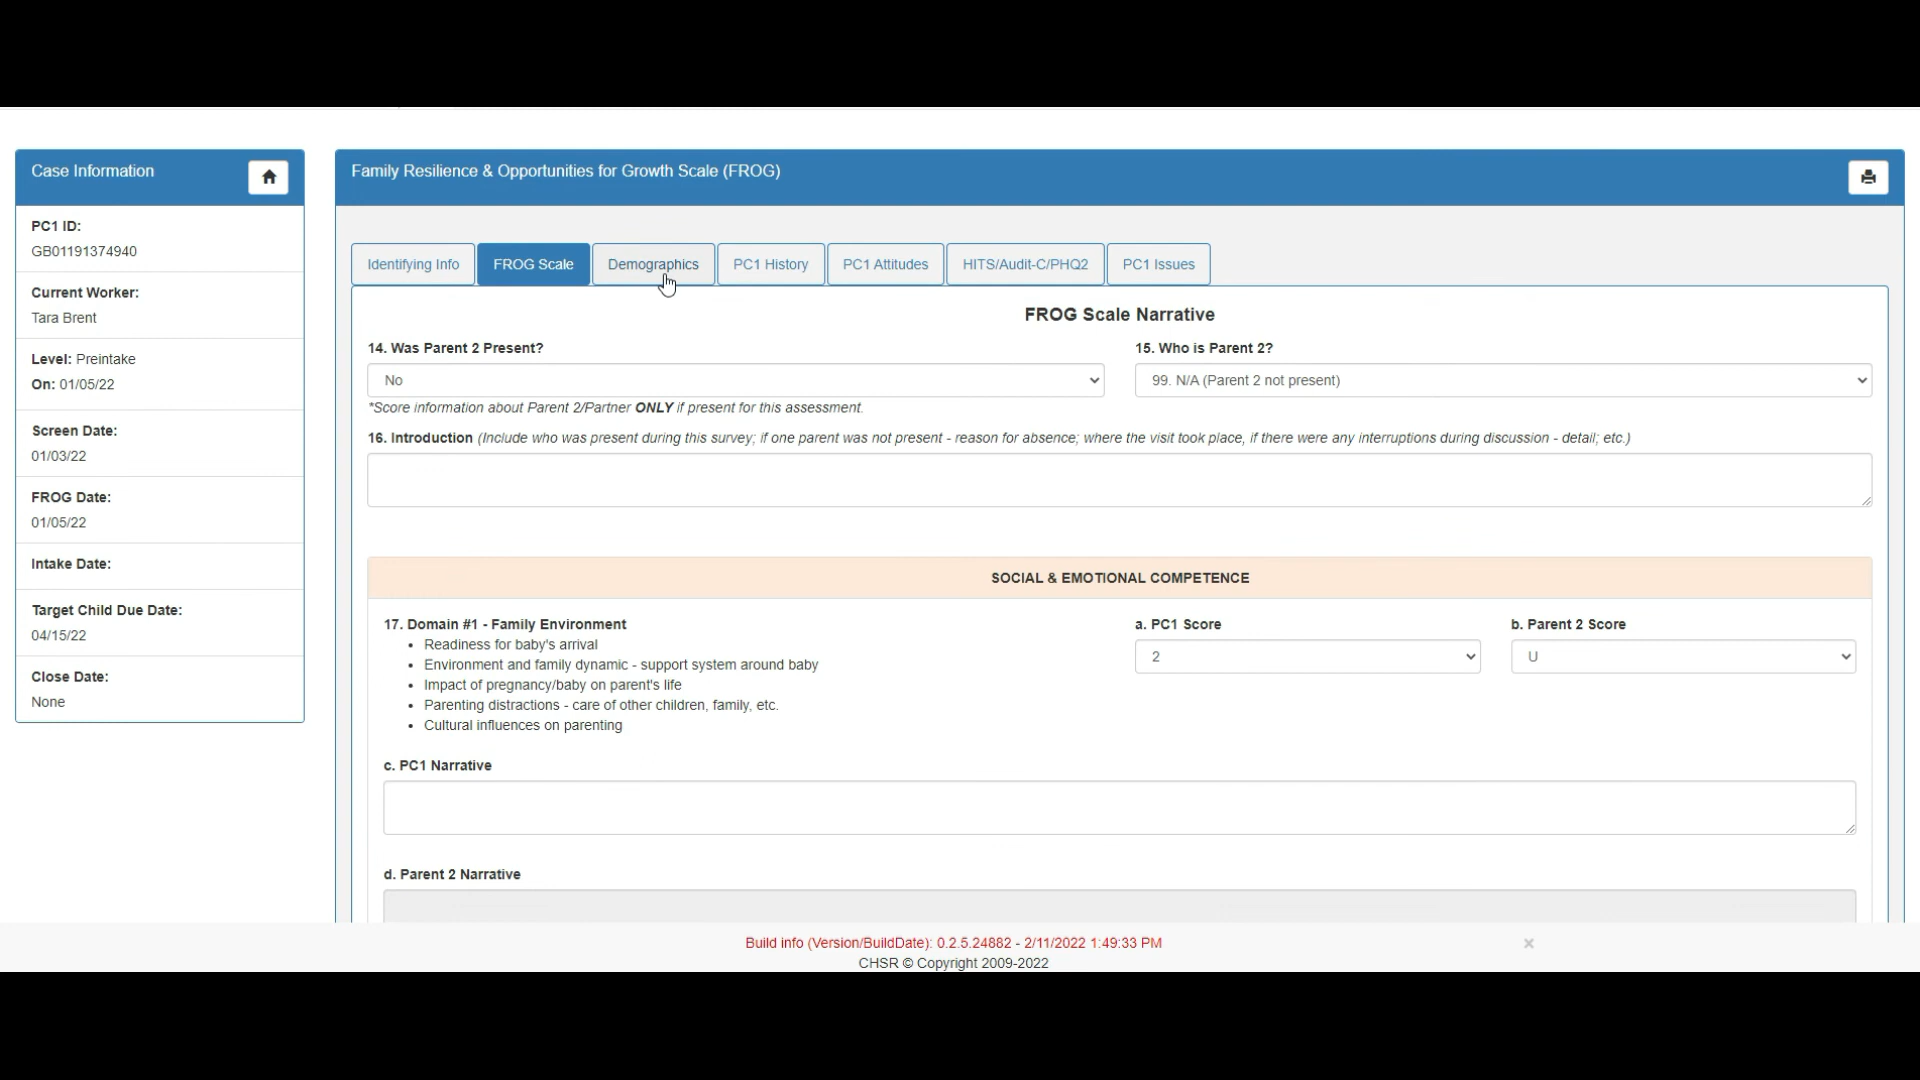 Case Information
PC1 ID:
GB01191374940
Current Worker:
Tara Brent
Level: Preintake
On: 01/05/22
Screen Date:
01/03/22
FROG Date:
01/05/22
Intake Date:
Target Child Due Date:
04/15/22
Close Date:
None
Family Resilience & Opportunities for Growth Scale (FROG)
Identifying Info
FROG Scale
Demographics
PC1 History
PC1 Attitudes
HITS/Audit-C/PHQ2
PC1 Issues
FROG Scale Narrative
14. Was Parent 2 Present?
No
15. Who is Parent 2?
99. N/A (Parent 2 not present)
*Score information about Parent 2/Partner ONLY if present for this assessment.
16. Introduction (Include who was present during this survey; if one parent was not present - reason for absence; where the visit took place, if there were any interruptions during discussion - detail; etc.)
SOCIAL & EMOTIONAL COMPETENCE
17. Domain #1 - Family Environment
• Readiness for baby's arrival
• Environment and family dynamic - support system around baby
• Impact of pregnancy/baby on parent's life
• Parenting distractions - care of other children, family, etc.
• Cultural influences on parenting
a. PC1 Score
2
b. Parent 2 Score
U
c. PC1 Narrative
d. Parent 2 Narrative
Build info (Version/BuildDate): 0.2.5.24882 - 2/11/2022 1:49:33 PM
×
CHSR © Copyright 2009-2022